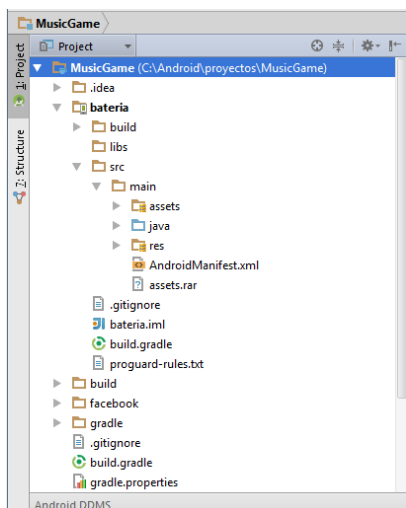 MusicGame
Project
1: Project
7: Structure
MusicGame (C:\Android\proyectos\MusicGame)
.idea
bateria
build
libs
src
main
assets
java
res
AndroidManifest.xml
assets.rar
.gitignore
bateria.iml
build.gradle
proguard-rules.txt
build
facebook
gradle
.gitignore
build.gradle
gradle.properties
Android DDMS